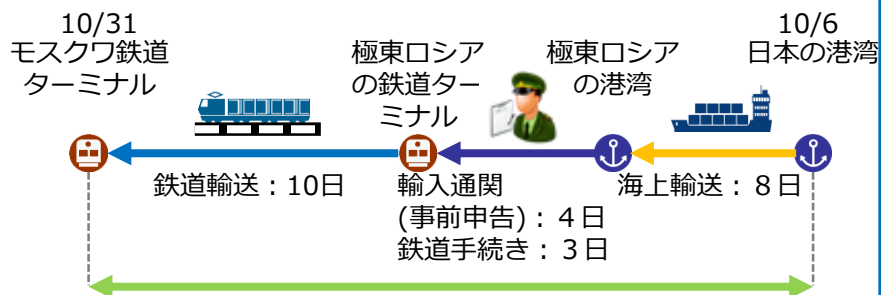 10/31
モスクワ鉄道
ターミナル
極東ロシア
の鉄道ター
ミナル
極東ロシア
の港湾
10/6
日本の港湾
鉄道輸送：10日
輸入通関
(事前申告)：４日
鉄道手続き：３日
海上輸送：８日